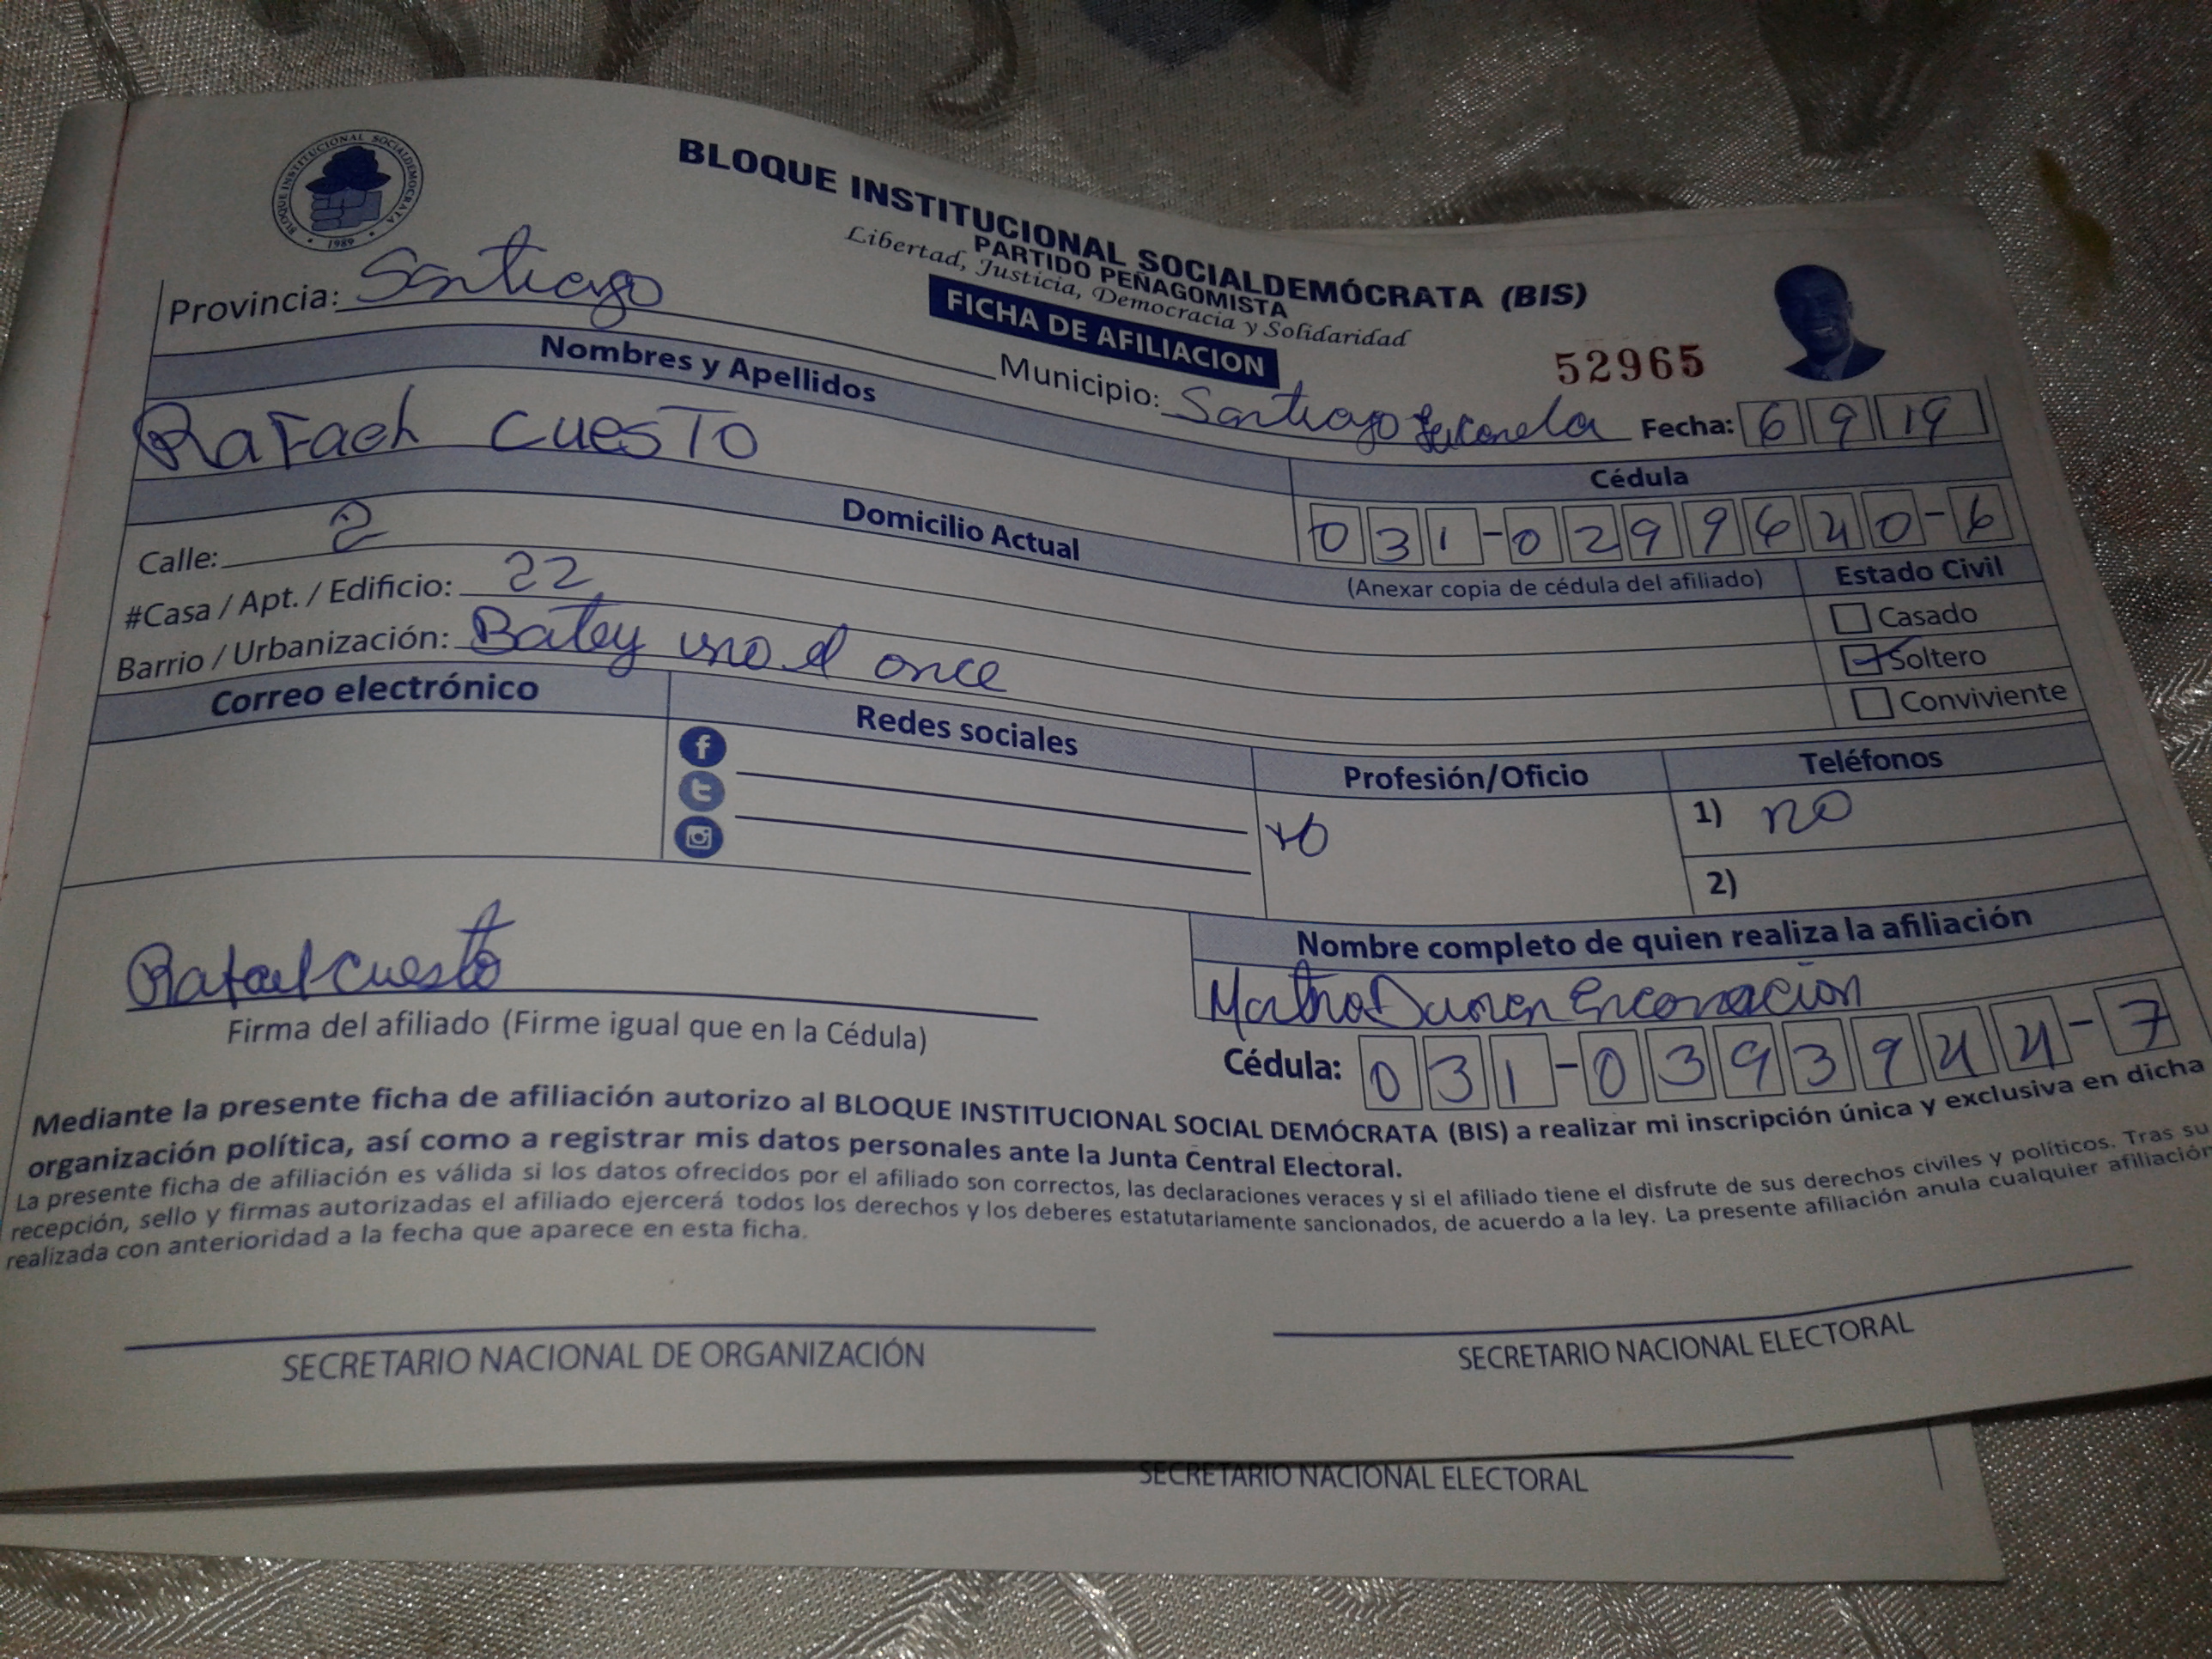 BLOQUE INSTITUCIONAL SOCIALDEMOCRATA
1989
BLOQUE INSTITUCIONAL SOCIALDEMÓCRATA (BIS)
PARTIDO PEÑAGOMISTA
Libertad, Justicia, Democracia y Solidaridad
FICHA DE AFILIACION
52965
Provincia: Santiago
Municipio: Santiago
Fecha: 6 9 19
Nombres y Apellidos
Rafael Cuesto
Cédula
031-0299640-6
(Anexar copia de cédula del afiliado)
Domicilio Actual
Calle: 2
#Casa / Apt. / Edificio: 22
Barrio / Urbanización: Batey uno el once
Estado Civil
Casado
Soltero
Conviviente
Correo electrónico
Redes sociales
Profesión/Oficio
Teléfonos
1) no
2)
Rafael Cuesto
Firma del afiliado (Firme igual que en la Cédula)
Nombre completo de quien realiza la afiliación
Encarnación
Cédula: 031-0393944-7
Mediante la presente ficha de afiliación autorizo al BLOQUE INSTITUCIONAL SOCIAL DEMÓCRATA (BIS) a realizar mi inscripción única y exclusiva en dicha
organización política, así como a registrar mis datos personales ante la Junta Central Electoral.
La presente ficha de afiliación es válida si los datos ofrecidos por el afiliado son correctos, las declaraciones veraces y si el afiliado tiene el disfrute de sus derechos civiles y políticos. Tras su
recepción, sello y firmas autorizadas el afiliado ejercerá todos los derechos y los deberes estatutariamente sancionados, de acuerdo a la ley. La presente afiliación anula cualquier afiliación
realizada con anterioridad a la fecha que aparece en esta ficha.
SECRETARIO NACIONAL DE ORGANIZACIÓN
SECRETARIO NACIONAL ELECTORAL
SECRETARIO NACIONAL ELECTORAL